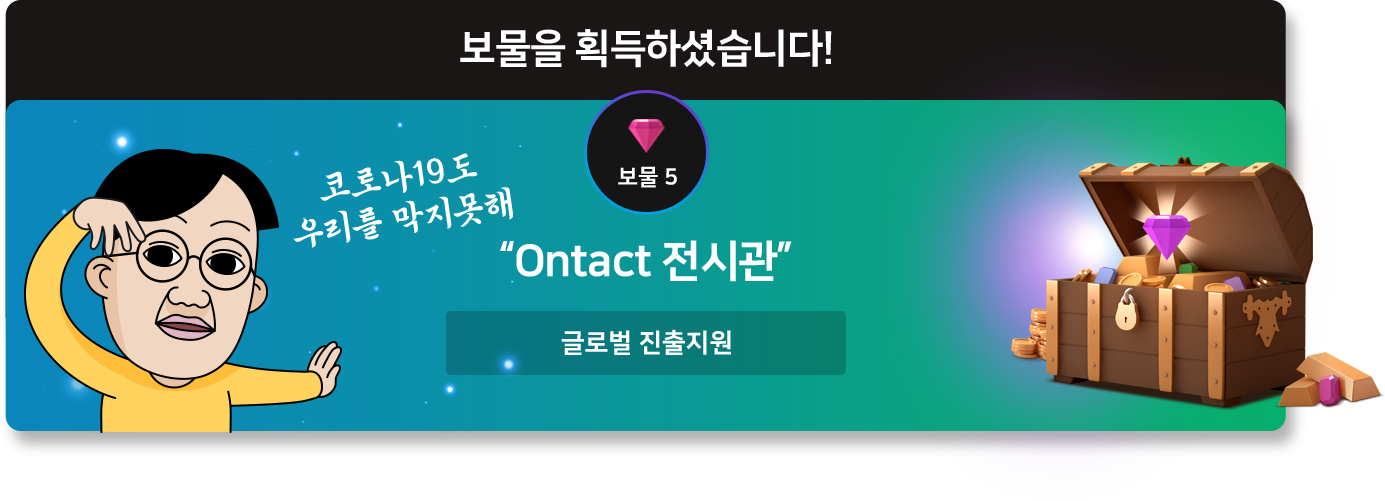 보물을 획득하셨습니다!
보물 5
코로나19도
우리를 막지못해
“Ontact 전시관”
글로벌 진출지원